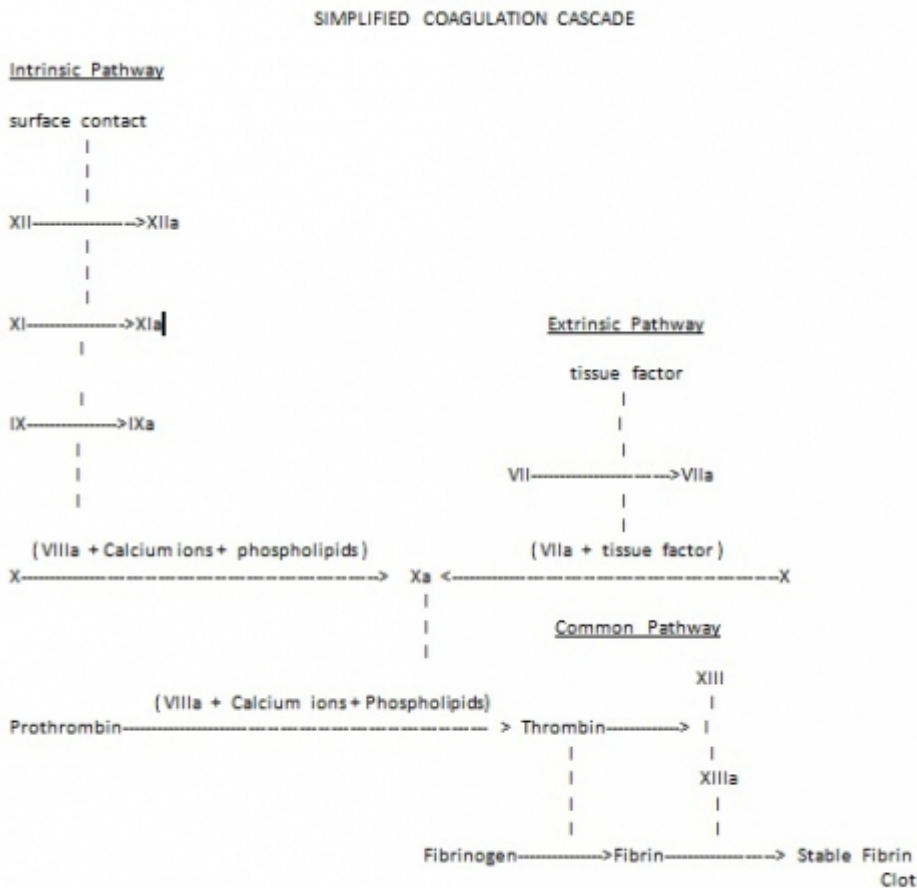 SIMPLIFIED COAGULATION CASCADE
Intrinsic Pathway
surface contact
XII------------------->XIIa
XI----------------->XIa
Extrinsic Pathway
tissue factor
IX---------------->IXa
VII------------------------->VIIa
(VIIIa + Calcium ions + phospholipids) (VIIa + tissue factor)
X----------------------------------------> Xa <----------------------------------------X
Common Pathway
XIII
(VIIIa + Calcium ions + Phospholipids)
Prothrombin---------------------------------------- > Thrombin------------->
XIIIa
Fibrinogen--------------->Fibrin--------------------> Stable Fibrin
Clot